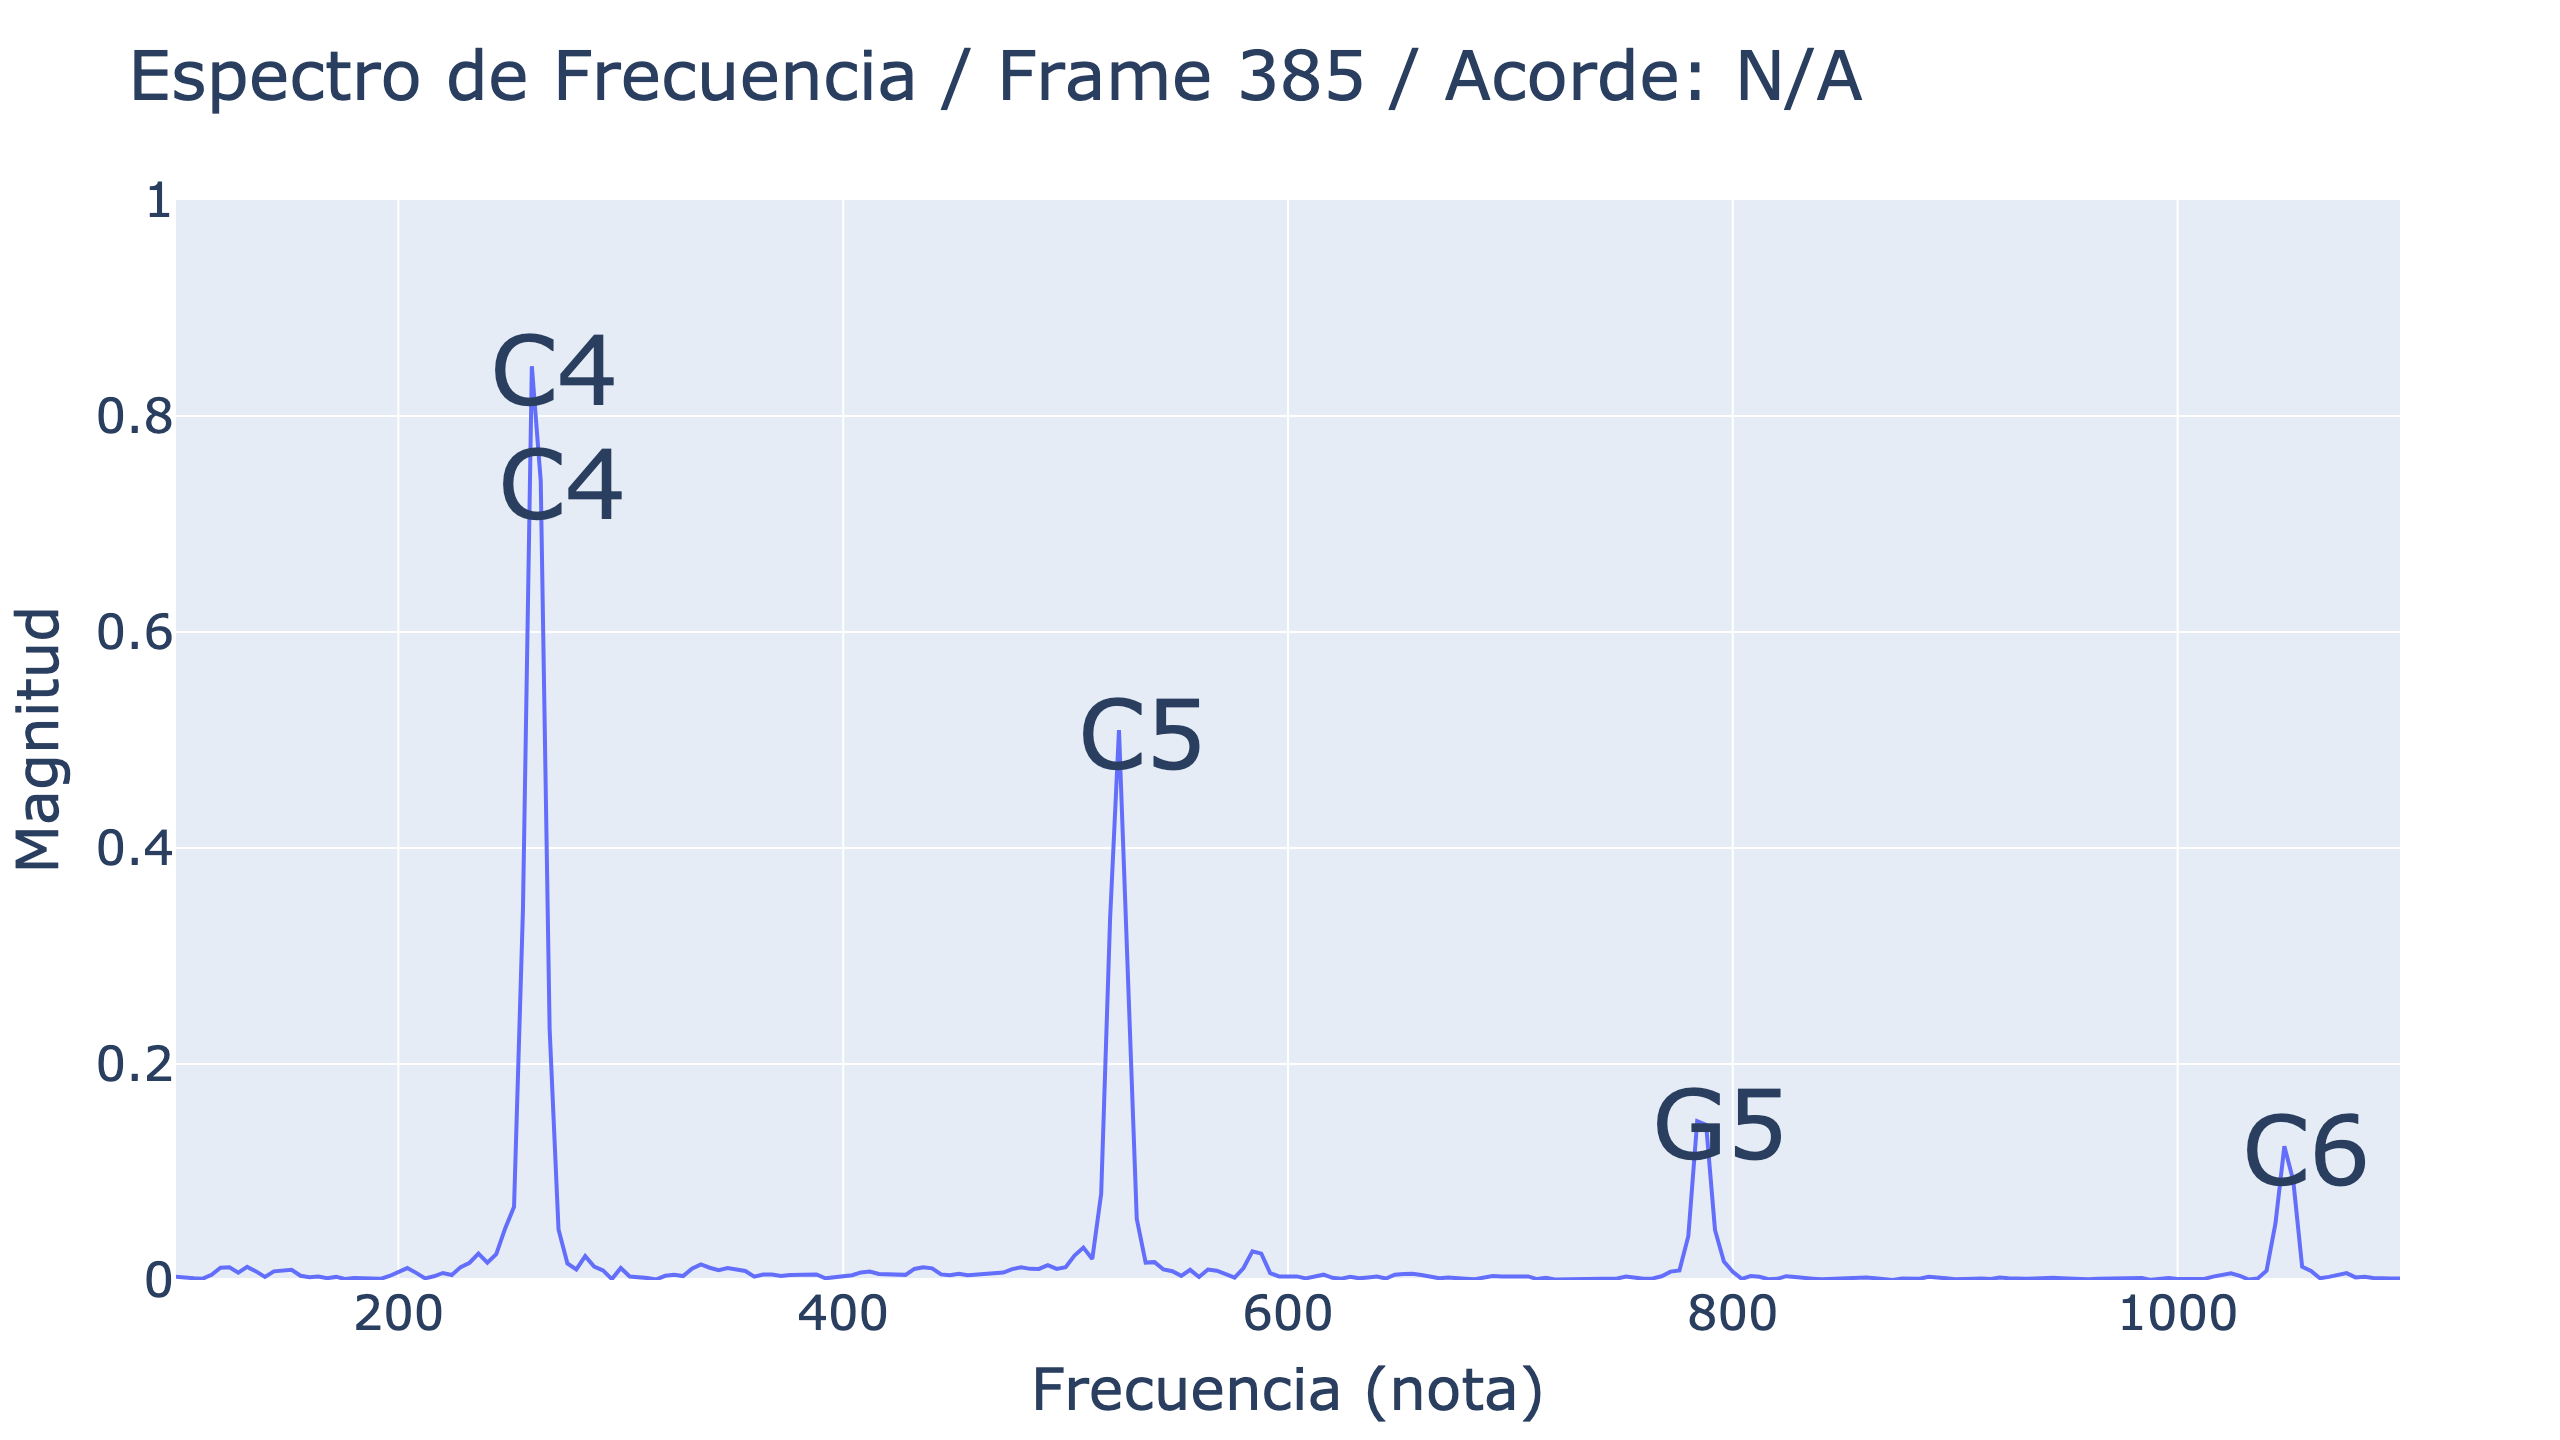 Espectro de Frecuencia / Frame 385 / Acorde: N/A
1
0.8
0.6
0.4
0.2
0
Magnitud
C4
C4
C5
G5
C6
200 400 600 800 1000
Frecuencia (nota)